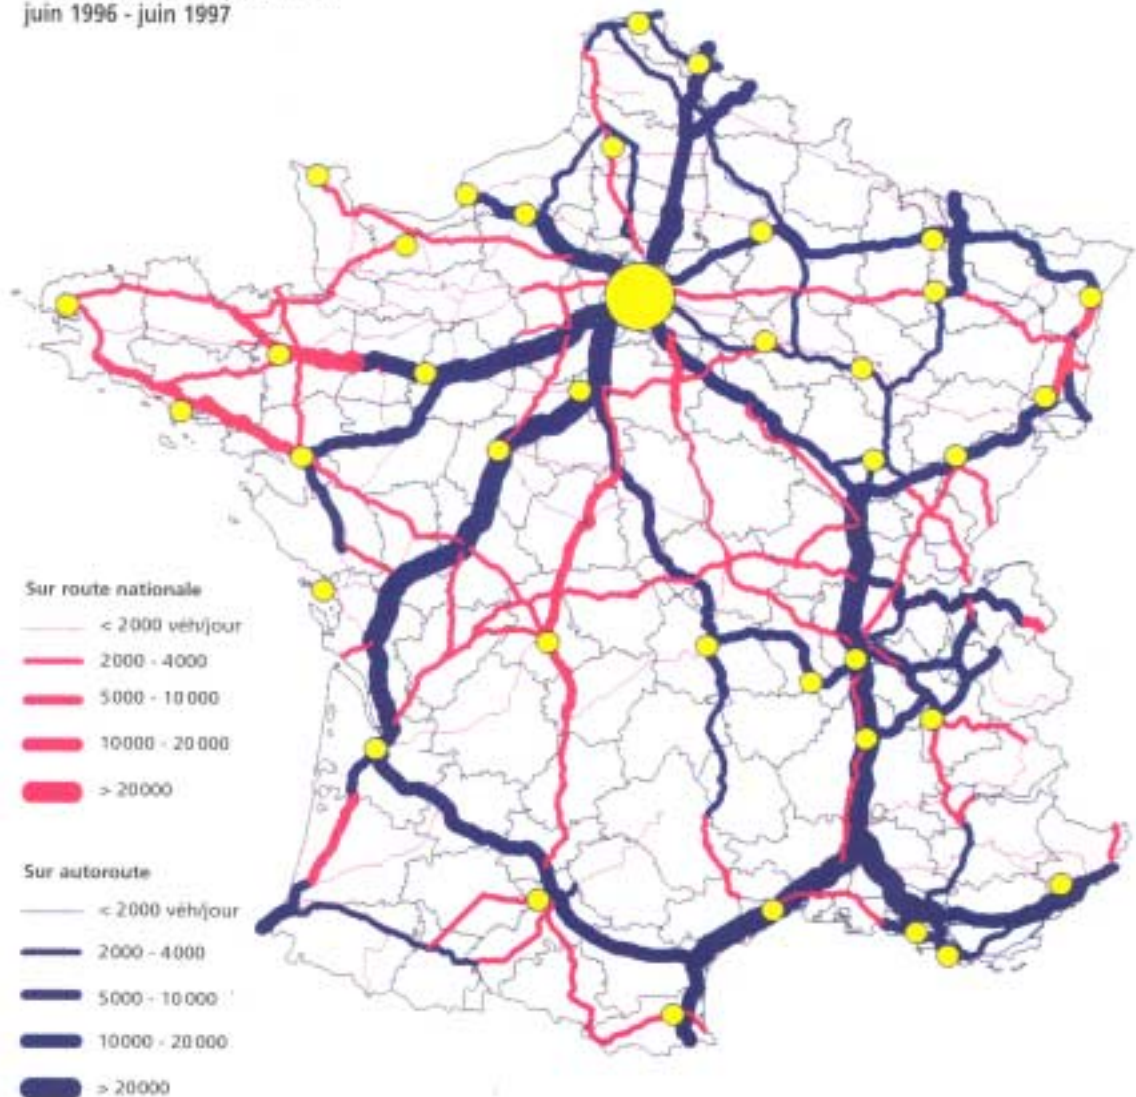 juin 1996 - juin 1997
Sur route nationale
< 2000 véh/jour
2000 - 4000
5000 - 10 000
10000 - 20 000
> 20000
Sur autoroute
< 2000 véh/jour
2000 - 4000
5000 - 10 000
10000 - 20 000
> 20000